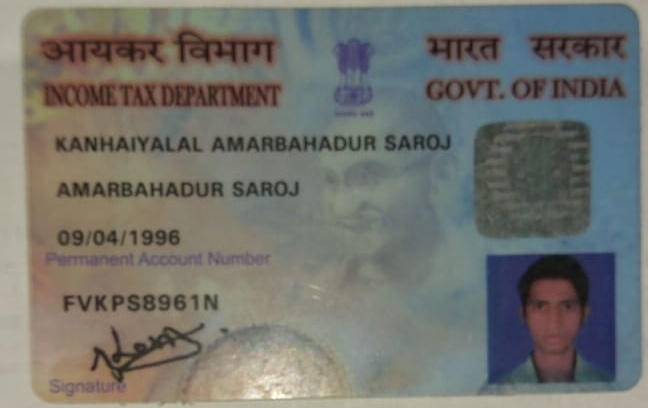 आयकर विभाग
भारत सरकार
INCOME TAX DEPARTMENT
GOVT. OF INDIA
KANHAIYALAL AMARBAHADUR SAROJ
AMARBAHADUR SAROJ
09/04/1996
Permanent Account Number
FVKPS8961N
Signature